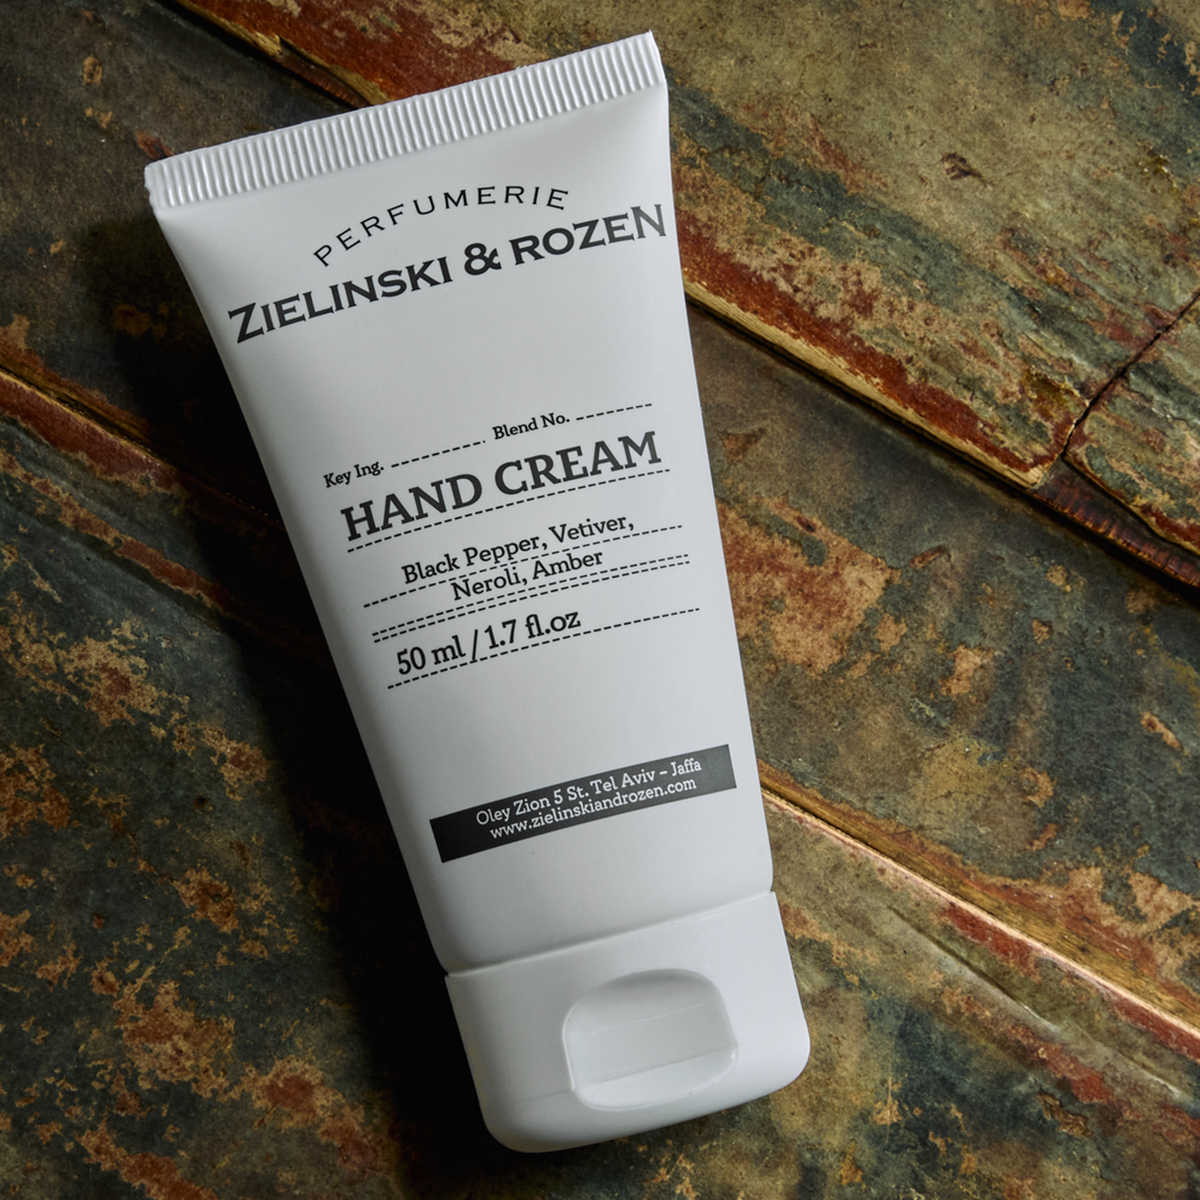 PERFUMERIE
ZIELINSKI & ROZEN
Key Ing. Blend No.
HAND CREAM
Black Pepper, Vetiver,
Neroli, Amber
50 ml / 1.7 fl.oz
Oley Zion 5 St. Tel Aviv – Jaffa
www.zielinskiandrozen.com